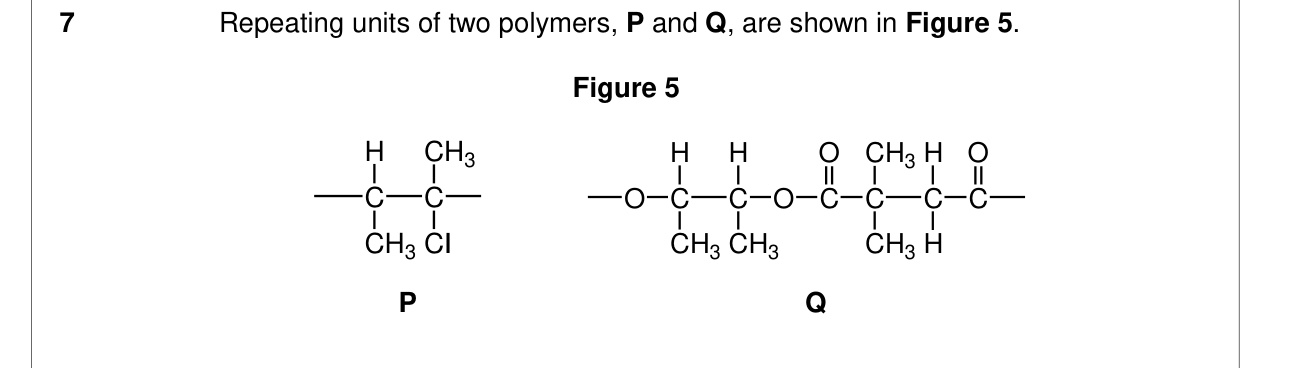 7 Repeating units of two polymers, P and Q, are shown in Figure 5.
Figure 5
H CH₃ H H O CH₃ H O
C C O C C O C C C C
CH₃ Cl CH₃ CH₃ CH₃ H
P Q